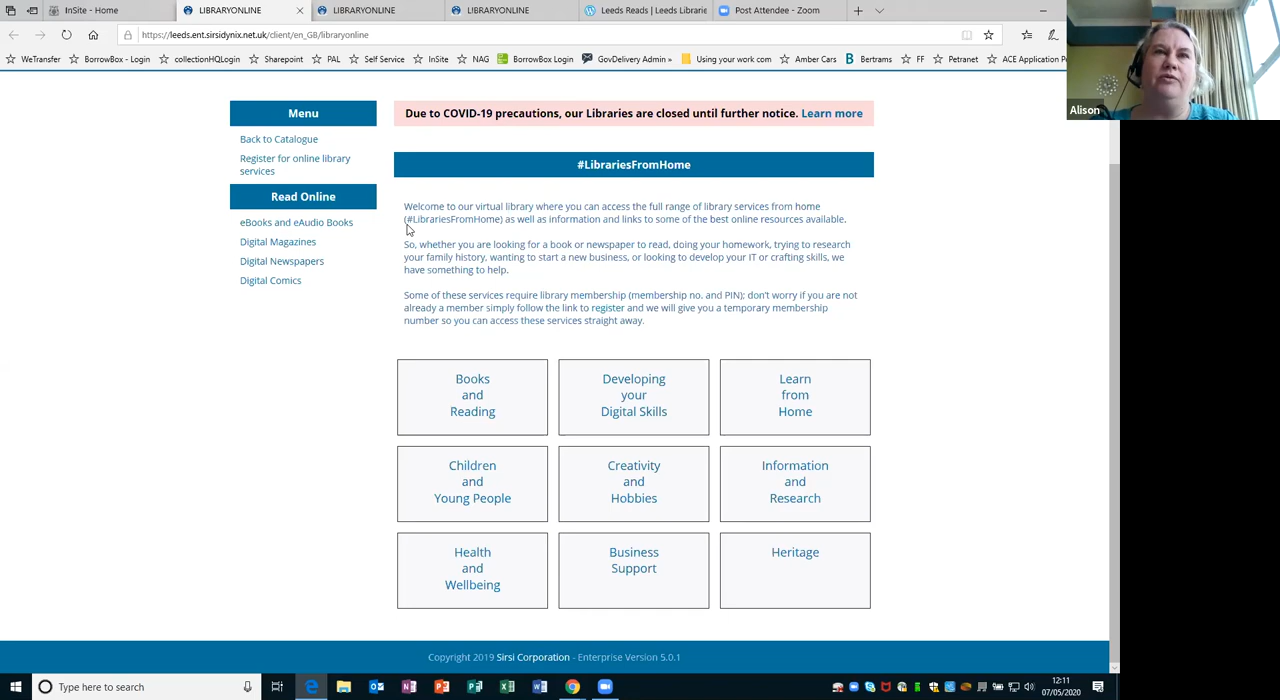 InSite - Home
LIBRARYONLINE
LIBRARYONLINE
LIBRARYONLINE
Leeds Reads | Leeds Librarie
Post Attendee - Zoom
https://leeds.ent.sirsidynix.net.uk/client/en_GB/libraryonline
WeTransfer
BorrowBox - Login
collectionHQLogin
Sharepoint
PAL
Self Service
InSite
NAG
BorrowBox Login
GovDelivery Admin »
Using your work com
Amber Cars
B Bertrams
FF
Petranet
ACE Application P
Alison
Menu
Back to Catalogue
Register for online library
services
Read Online
eBooks and eAudio Books
Digital Magazines
Digital Newspapers
Digital Comics
Due to COVID-19 precautions, our Libraries are closed until further notice. Learn more
#LibrariesFromHome
Welcome to our virtual library where you can access the full range of library services from home
(#LibrariesFromHome) as well as information and links to some of the best online resources available.
So, whether you are looking for a book or newspaper to read, doing your homework, trying to research
your family history, wanting to start a new business, or looking to develop your IT or crafting skills, we
have something to help.
Some of these services require library membership (membership no. and PIN); don't worry if you are not
already a member simply follow the link to register and we will give you a temporary membership
number so you can access these services straight away.
Books
and
Reading
Developing
your
Digital Skills
Learn
from
Home
Children
and
Young People
Creativity
and
Hobbies
Information
and
Research
Health
and
Wellbeing
Business
Support
Heritage
Copyright 2019 Sirsi Corporation - Enterprise Version 5.0.1
Type here to search
12:11
07/05/2020